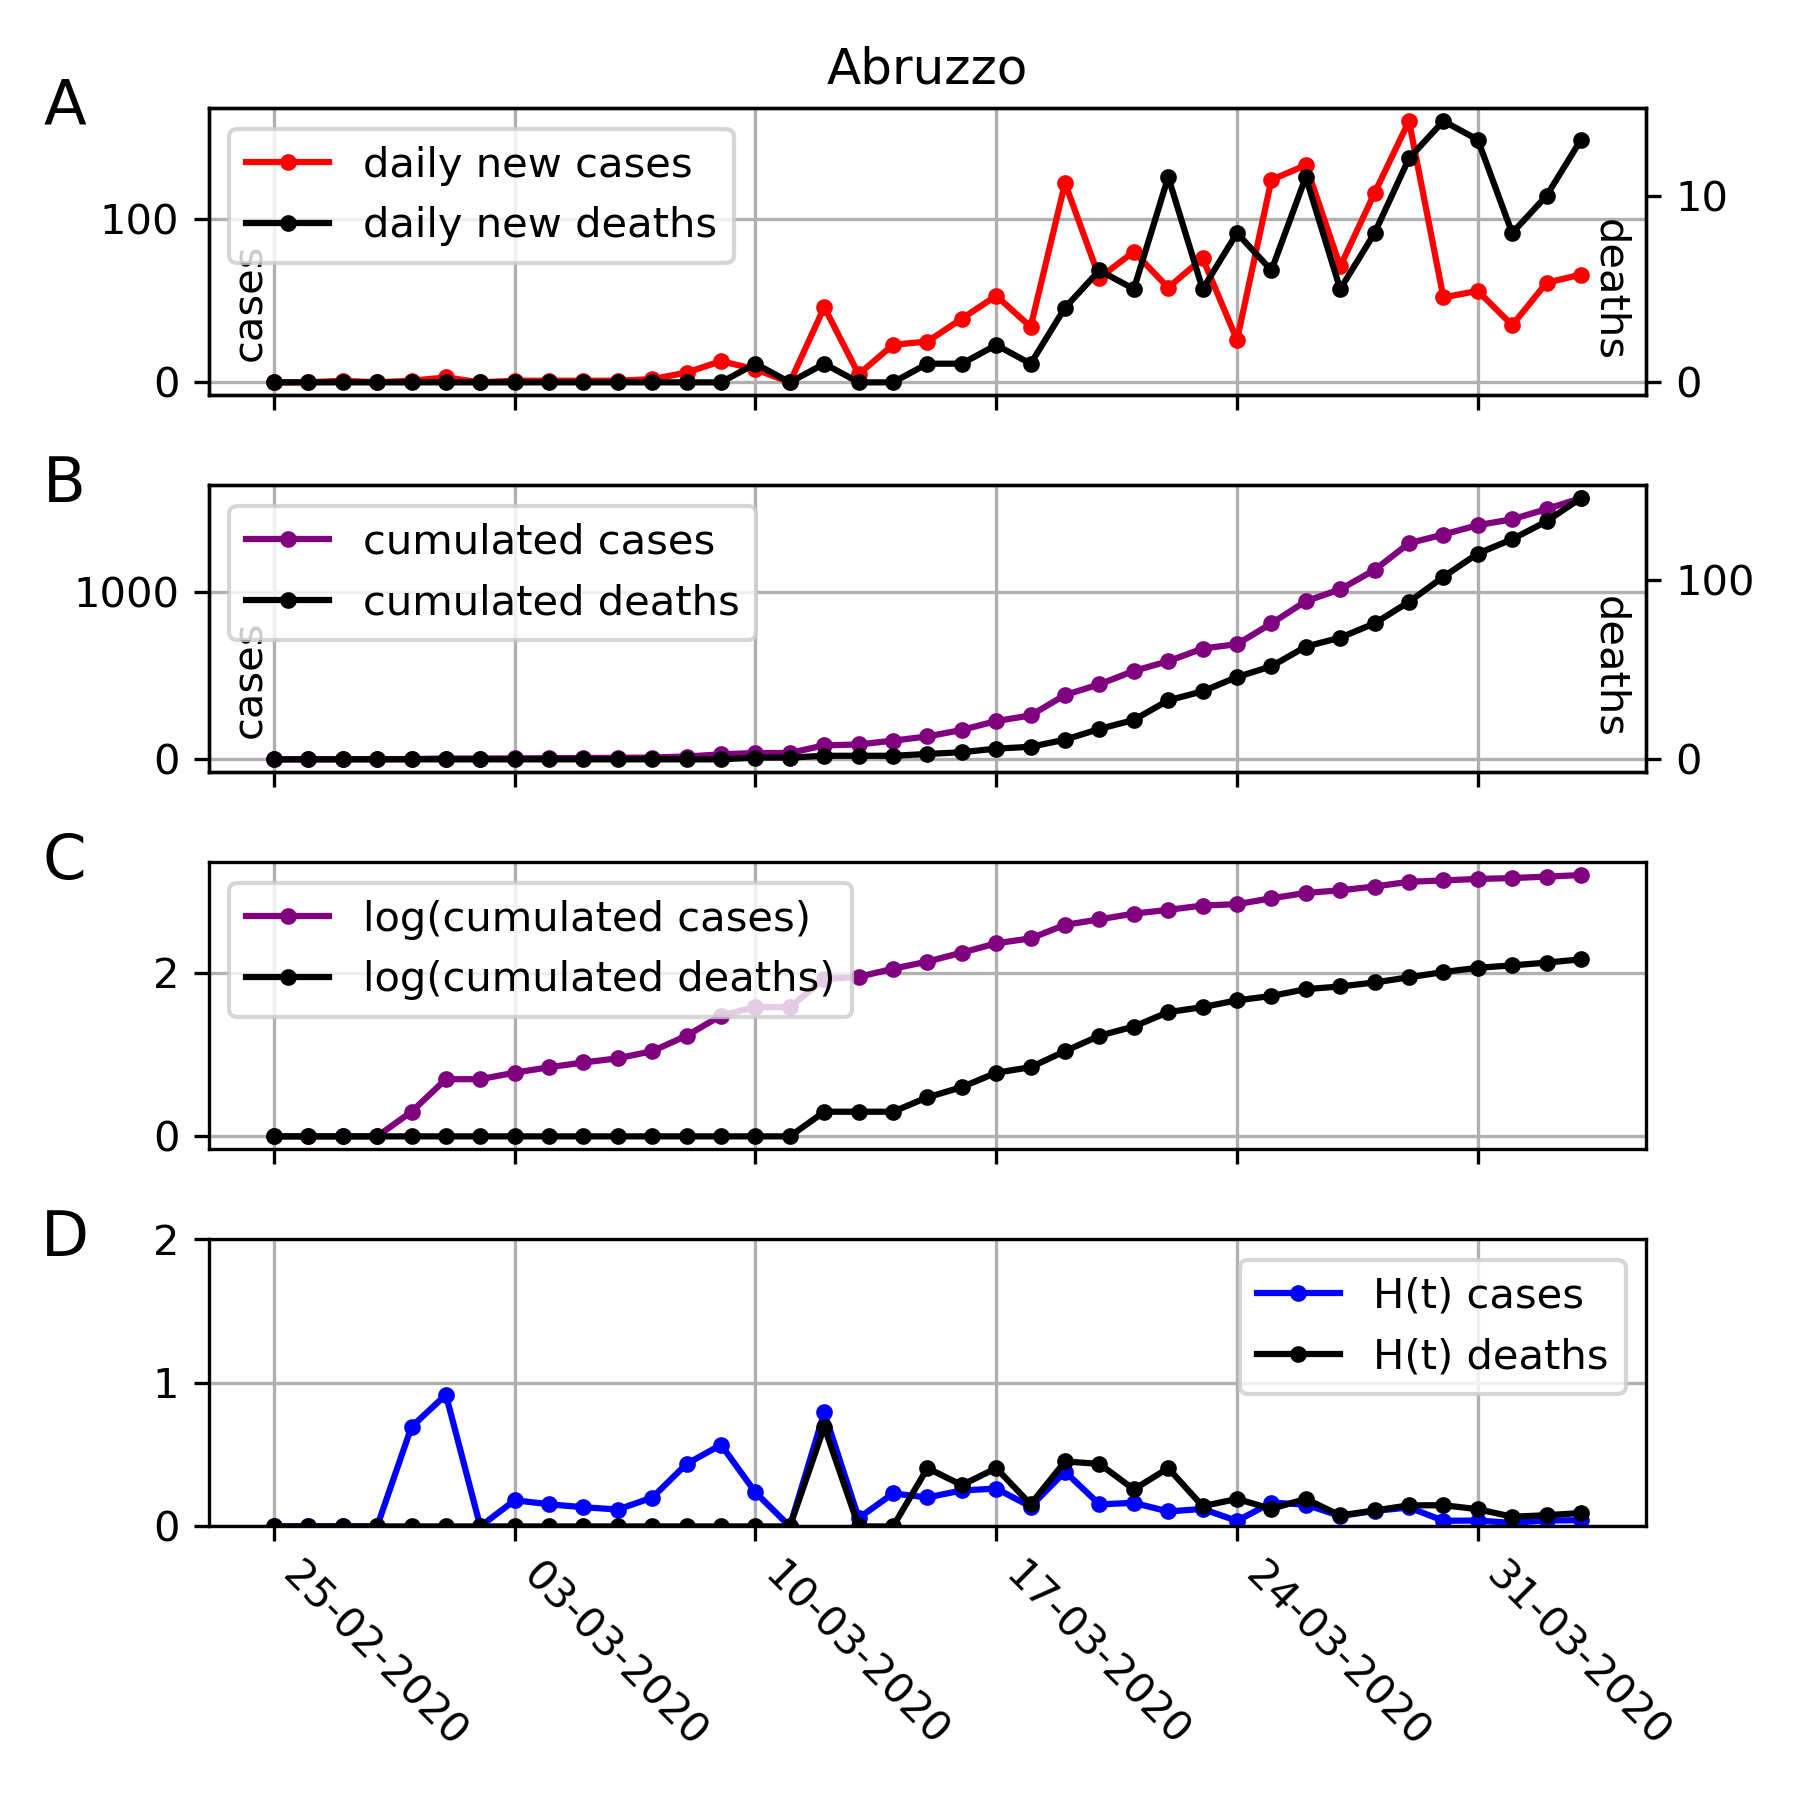 Abruzzo
A
daily new cases
daily new deaths
100
0
cases
10
0
deaths
B
cumulated cases
cumulated deaths
1000
0
cases
100
0
deaths
C
log(cumulated cases)
log(cumulated deaths)
2
0
D
2
1
0
H(t) cases
H(t) deaths
25-02-2020
03-03-2020
10-03-2020
17-03-2020
24-03-2020
31-03-2020